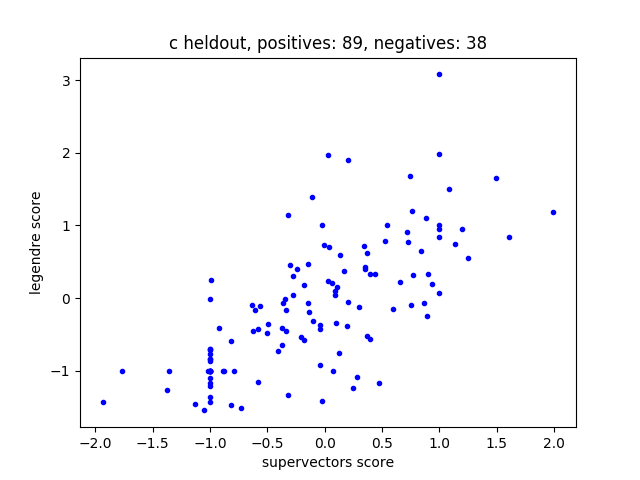 c heldout, positives: 89, negatives: 38
3
2
1
0
−1
legendre score
−2.0 −1.5 −1.0 −0.5 0.0 0.5 1.0 1.5 2.0
supervectors score